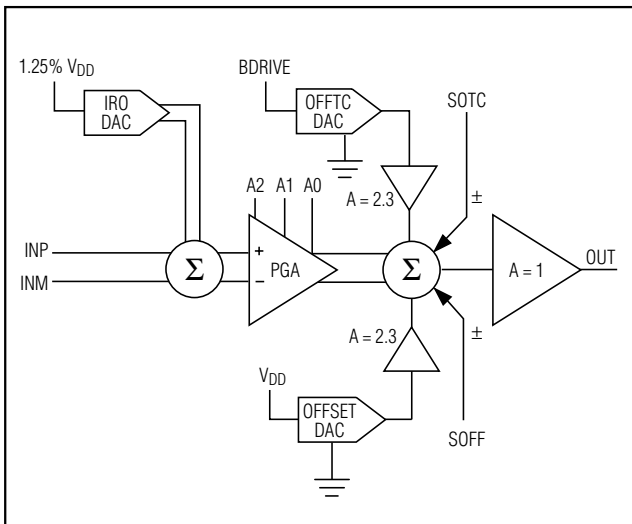 1.25% VDD
IRO
DAC
BDRIVE
OFFTC
DAC
SOTC
A = 2.3
±
A2 A1 A0
INP
INM
Σ
+
−
PGA
Σ
A = 1
OUT
A = 2.3
±
VDD
OFFSET
DAC
SOFF